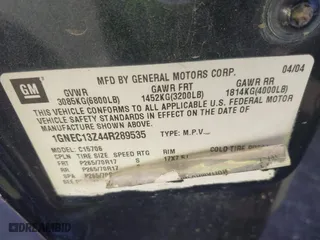 GM
MFD BY GENERAL MOTORS CORP. 04/04
GVWR GAWR FRT GAWR RR
3085KG(6800LB) 1452KG(3200LB) 1814KG(4000LB)
THIS VEHICLE CONFORMS TO ALL APPLICABLE U.S. FEDERAL MOTOR
VEHICLE SAFETY STANDARDS IN EFFECT ON THE DATE OF
MANUFACTURE SHOWN ABOVE.
1GNEC13Z44R289535 TYPE: M.P.V.
MODEL: C15706
CPLN TIRE SIZE SPEED RTG RIM COLD TIRE
FRT P265/70R17 S 17X7.5J
RR P265/70R17 S
SPA P265/70R17